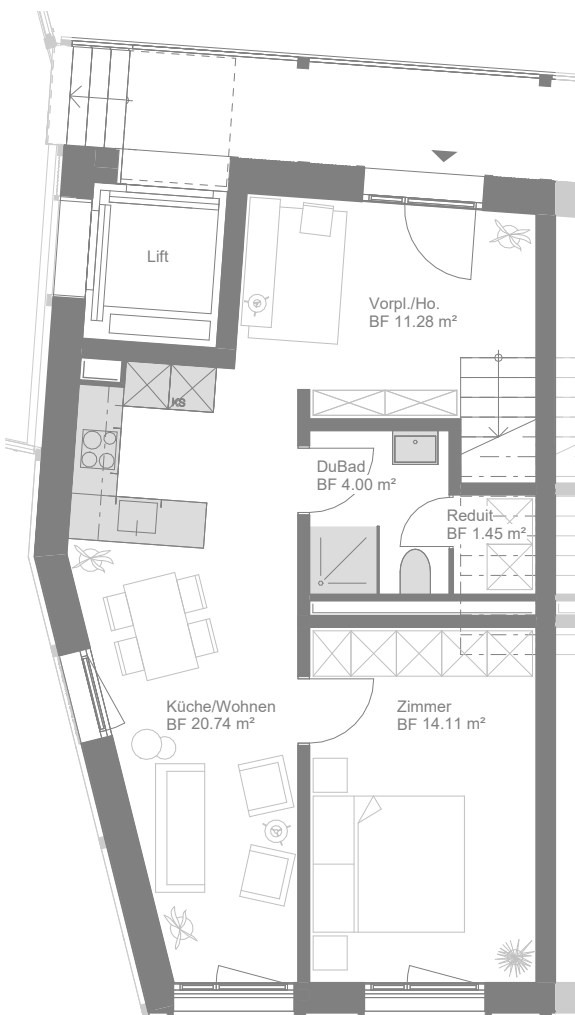 Lift
Vorpl./Ho.
BF 11.28 m²
KS
DuBad
BF 4.00 m²
Reduit
BF 1.45 m²
Küche/Wohnen
BF 20.74 m²
Zimmer
BF 14.11 m²